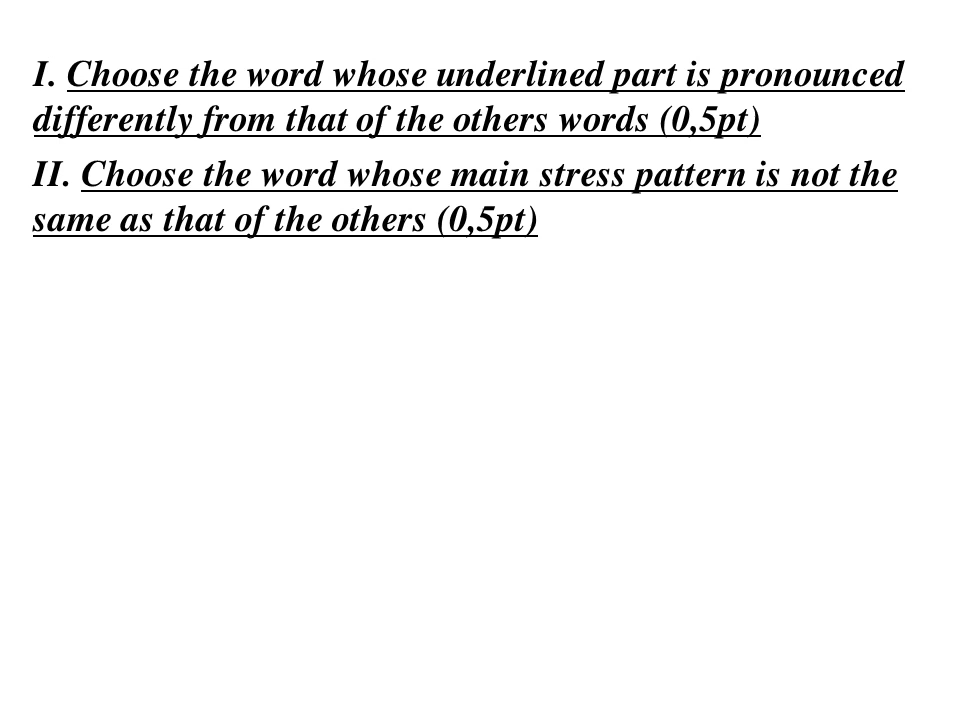 I. Choose the word whose underlined part is pronounced
differently from that of the others words (0,5pt)
II. Choose the word whose main stress pattern is not the
same as that of the others (0,5pt)